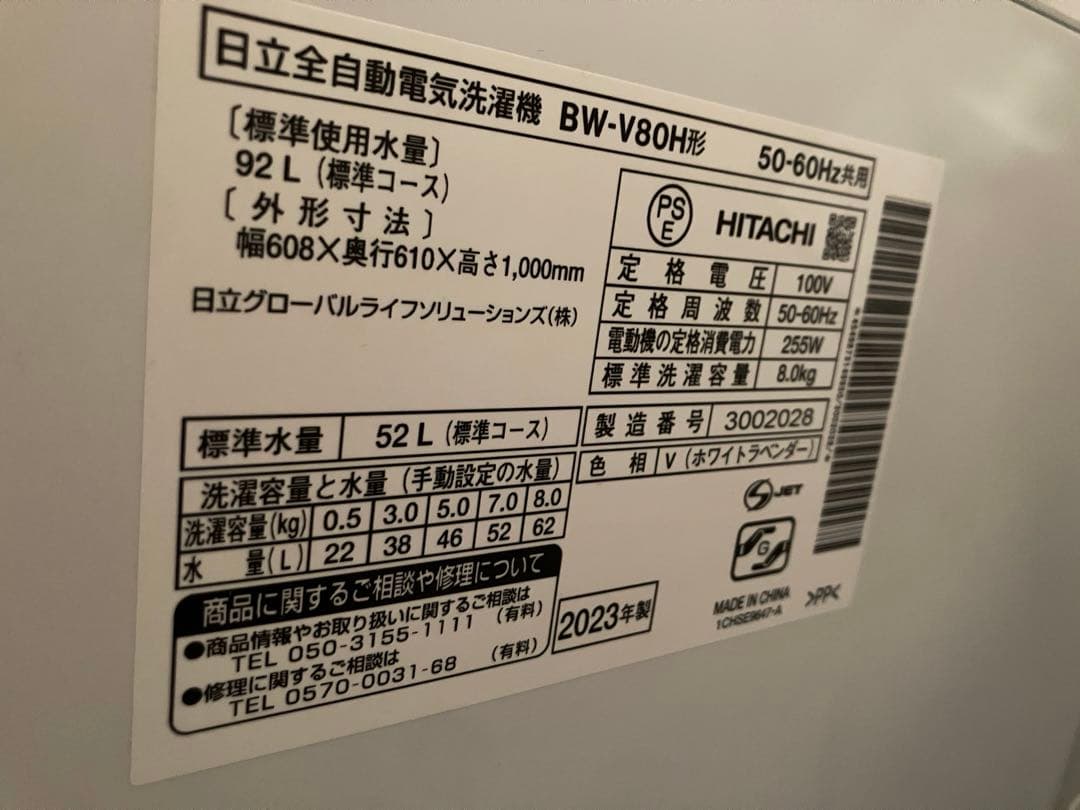 日立全自動電気洗濯機 BW-V80H形 50-60Hz共用
〔標準使用水量〕
92 L (標準コース)
〔外形寸法〕
幅608×奥行610×高さ1,000mm
日立グローバルライフソリューションズ(株)
PS
E
HITACHI
定格電圧 100V
定格周波数 50-60Hz
電動機の定格消費電力 255W
標準洗濯容量 8.0kg
製造番号 3002028
色相 V (ホワイトラベンダー)
標準水量 52 L (標準コース)
洗濯容量と水量 (手動設定の水量)
洗濯容量(kg) 0.5 3.0 5.0 7.0 8.0
水量(L) 22 38 46 52 62
商品に関するご相談や修理について
●商品情報やお取り扱いに関するご相談は
TEL 050-3155-1111 (有料)
●修理に関するご相談は
TEL 0570-0031-68 (有料)
2023年製
S JET
G
MADE IN CHINA
1CHSE9647-A
>PP<